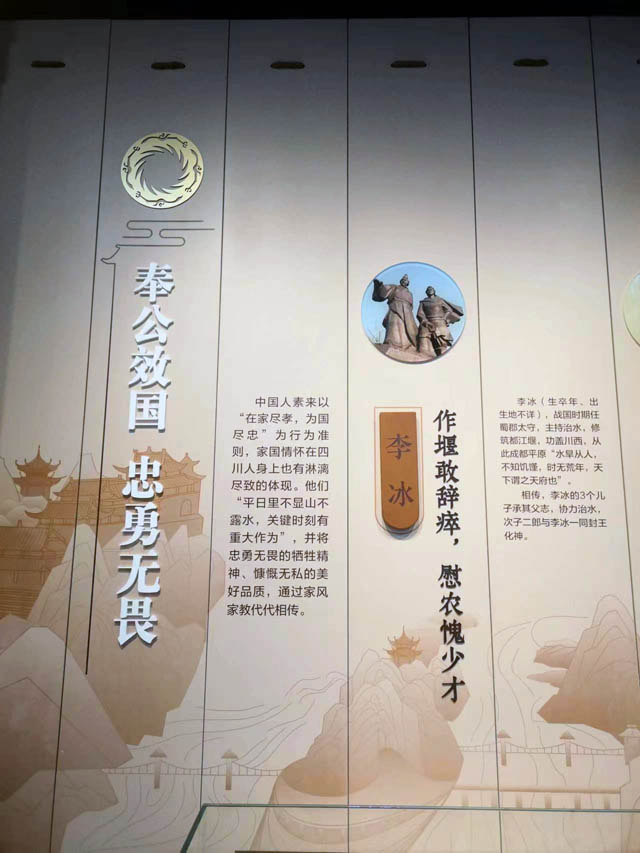 奉公效国 忠勇无畏
中国人素来以
“在家尽孝，为国
尽忠”为行为准
则，家国情怀在四
川人身上也有淋漓
尽致的体现。他们
“平日里不显山不
露水，关键时刻有
重大作为”，并将
忠勇无畏的牺牲精
神、慷慨无私的美
好品质，通过家风
家教代代相传。
李冰
作堰敢辞瘁，慰农愧少才
李冰（生卒年、出
生地不详），战国时期任
蜀郡太守，主持治水，修
筑都江堰，功盖川西，从
此成都平原“水旱从人，
不知饥馑，时无荒年，天
下谓之天府也”。
相传，李冰的3个儿
子承其父志，协力治水，
次子二郎与李冰一同封王
化神。